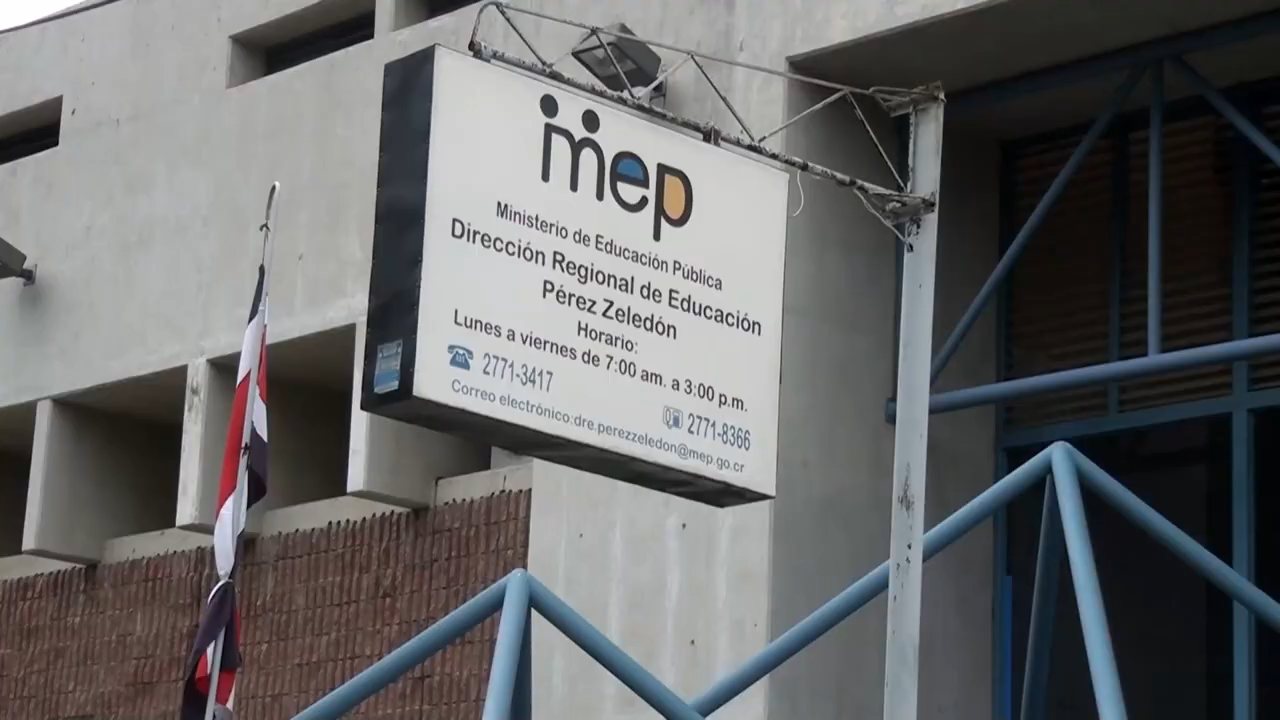 mep
Ministerio de Educación Pública
Dirección Regional de Educación
Pérez Zeledón
Horario:
Lunes a viernes de 7:00 am. a 3:00 p.m.
2771-3417
2771-8366
Correo electrónico:dre.perezzeledon@mep.go.cr